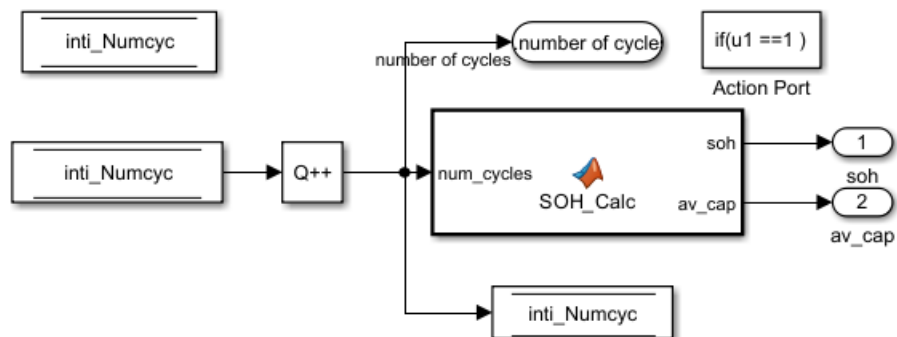 inti_Numcyc
number of cycle
if(u1 ==1 )
number of cycles
Action Port
inti_Numcyc
Q++
num_cycles
SOH_Calc
soh
av_cap
1
soh
2
av_cap
inti_Numcyc